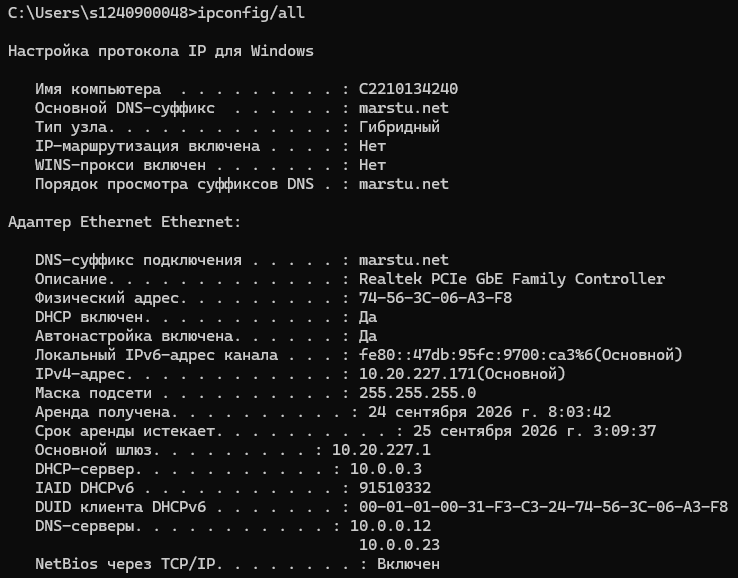 C:\Users\s1240900048>ipconfig/all
Настройка протокола IP для Windows
Имя компьютера  . . . . . . . . . : C2210134240
Основной DNS-суффикс  . . . . . . : marstu.net
Тип узла. . . . . . . . . . . . . : Гибридный
IP-маршрутизация включена . . . . : Нет
WINS-прокси включен . . . . . . . : Нет
Порядок просмотра суффиксов DNS . : marstu.net
Адаптер Ethernet Ethernet:
DNS-суффикс подключения . . . . . : marstu.net
Описание. . . . . . . . . . . . . : Realtek PCIe GbE Family Controller
Физический адрес. . . . . . . . . : 74-56-3C-06-A3-F8
DHCP включен. . . . . . . . . . . : Да
Автонастройка включена. . . . . . : Да
Локальный IPv6-адрес канала . . . : fe80::47db:95fc:9700:ca3%6(Основной)
IPv4-адрес. . . . . . . . . . . . : 10.20.227.171(Основной)
Маска подсети . . . . . . . . . . : 255.255.255.0
Аренда получена. . . . . . . . . . : 24 сентября 2026 г. 8:03:42
Срок аренды истекает. . . . . . . . . . : 25 сентября 2026 г. 3:09:37
Основной шлюз. . . . . . . . . : 10.20.227.1
DHCP-сервер. . . . . . . . . . . : 10.0.0.3
IAID DHCPv6 . . . . . . . . . . . : 91510332
DUID клиента DHCPv6 . . . . . . . : 00-01-01-00-31-F3-C3-24-74-56-3C-06-A3-F8
DNS-серверы. . . . . . . . . . . : 10.0.0.12
10.0.0.23
NetBios через TCP/IP. . . . . . . . : Включен